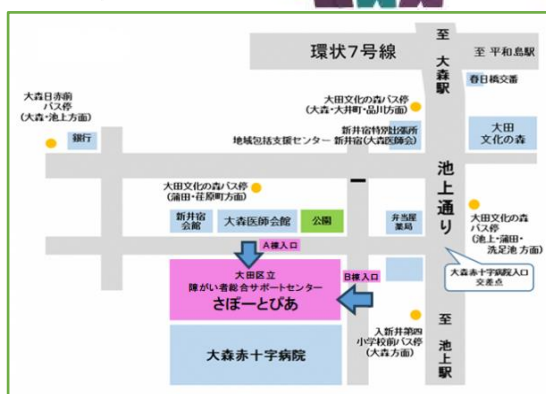 環状7号線
至
大森駅
至 平和島駅
春日橋交番
大森日赤前
バス停
(大森・池上方面)
銀行
大田文化の森バス停
(大森・大井町・品川方面)
新井宿特別出張所
地域包括支援センター 新井宿(大森医師会)
大田
文化の森
池上通り
大田文化の森バス停
(蒲田・荏原町方面)
新井宿
会館
大森医師会館
公園
弁当屋
薬局
大田文化の森
バス停
(池上・蒲田・
洗足池方面)
A棟入口
大田区立
障がい者総合サポートセンター
さぽーとぴあ
B棟入口
大森赤十字病院入口
交差点
大森赤十字病院
入新井第四
小学校前バス停
(大森方面)
至
池上駅